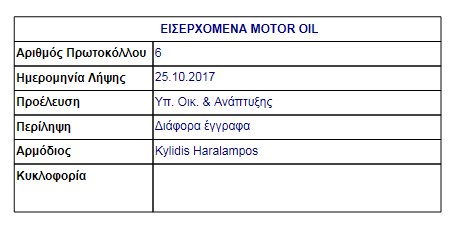 ΕΙΣΕΡΧΟΜΕΝΑ MOTOR OIL
Αριθμός Πρωτοκόλλου 6
Ημερομηνία Λήψης 25.10.2017
Προέλευση Υπ. Οικ. & Ανάπτυξης
Περίληψη Διάφορα έγγραφα
Αρμόδιος Kylidis Haralampos
Κυκλοφορία